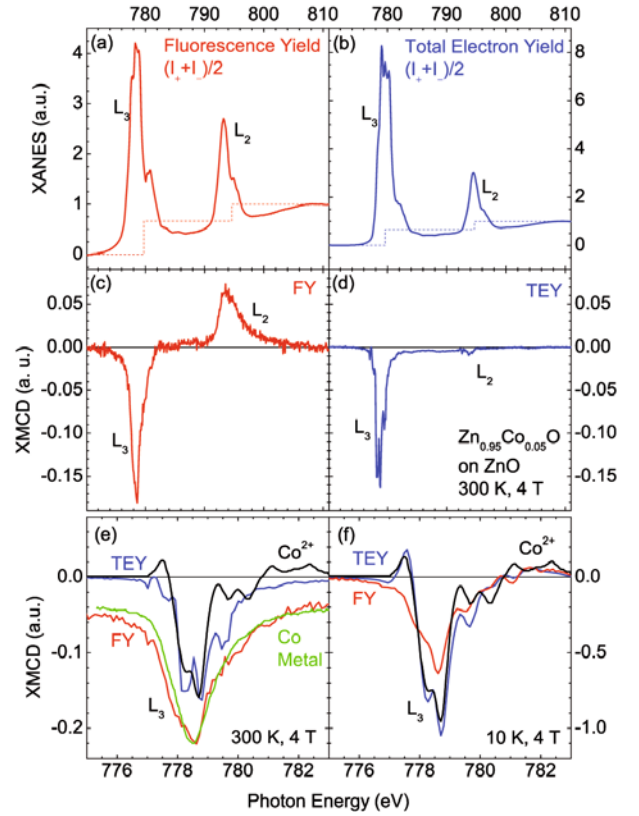 780 790 800 810 780 790 800 810
(a) Fluorescence Yield
(I₊+I₋)/2
(b) Total Electron Yield
(I₊+I₋)/2
XANES (a.u.)
4
3
2
1
0
L₃
L₂
L₃
L₂
8
6
4
2
0
(c) FY
(d) TEY
XMCD (a. u.)
0.05
0.00
-0.05
-0.10
-0.15
L₂
L₃
L₂
L₃
Zn₀.₉₅Co₀.₀₅O
on ZnO
300 K, 4 T
0.05
0.00
-0.05
-0.10
-0.15
(e)
TEY
Co²⁺
FY
Co
Metal
L₃
300 K, 4 T
(f)
TEY
Co²⁺
FY
L₃
10 K, 4 T
XMCD (a.u.)
0.0
-0.1
-0.2
0.0
-0.5
-1.0
776 778 780 782 776 778 780 782
Photon Energy (eV)